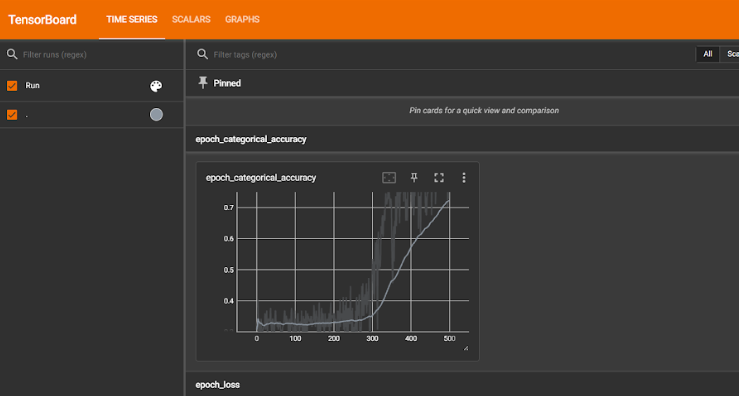 TensorBoard TIME SERIES SCALARS GRAPHS
Filter runs (regex)
Run
.
Filter tags (regex)
All
Pinned
Pin cards for a quick view and comparison
epoch_categorical_accuracy
epoch_categorical_accuracy
0.7
0.6
0.5
0.4
0 100 200 300 400 500
epoch_loss